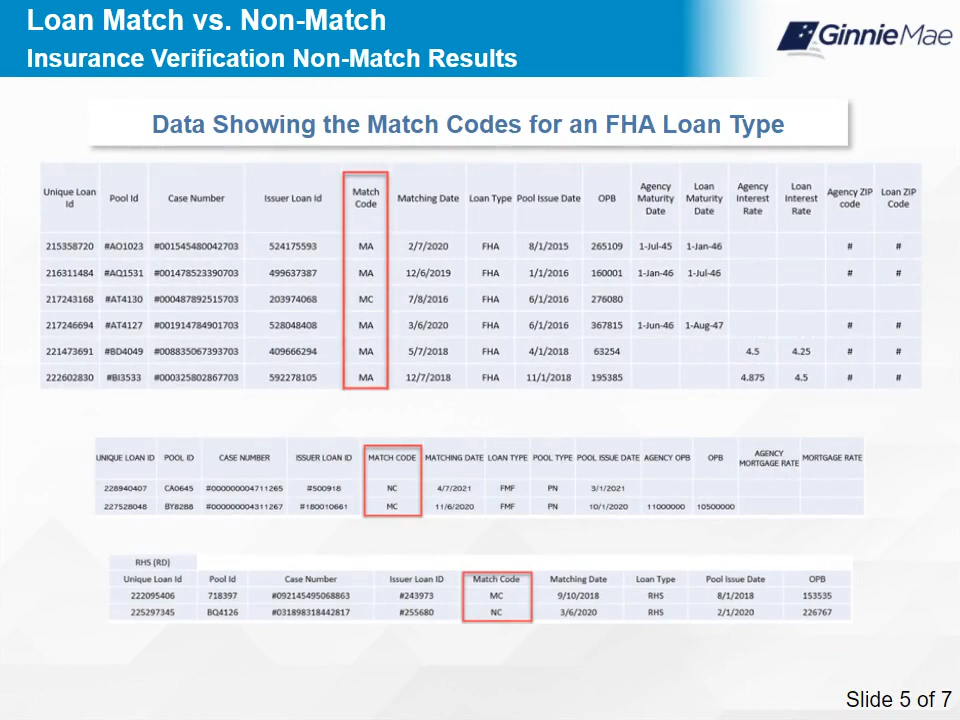 Loan Match vs. Non-Match
Insurance Verification Non-Match Results
GinnieMae
Data Showing the Match Codes for an FHA Loan Type
Unique Loan Id Pool Id Case Number Issuer Loan Id Match Code Matching Date Loan Type Pool Issue Date OPB Agency Maturity Date Loan Maturity Date Agency Interest Rate Loan Interest Rate Agency ZIP code Loan ZIP Code
215358720 #AO1023 #001545480042703 524175593 MA 2/7/2020 FHA 8/1/2015 265109 1-Jul-45 1-Jan-46 # #
216311484 #AQ1531 #001478523390703 499637387 MA 12/6/2019 FHA 1/1/2016 160001 1-Jan-46 1-Jul-46 # #
217243168 #AT4130 #000487892515703 203974068 MC 7/8/2016 FHA 6/1/2016 276080
217246694 #AT4127 #001914784901703 528048408 MA 3/6/2020 FHA 6/1/2016 367815 1-Jun-46 1-Aug-47 # #
221473691 #BD4049 #008835067393703 409666294 MA 5/7/2018 FHA 4/1/2018 63254 4.5 4.25 # #
222602830 #BI3533 #000325802867703 592278105 MA 12/7/2018 FHA 11/1/2018 195385 4.875 4.5 # #
UNIQUE LOAN ID POOL ID CASE NUMBER ISSUER LOAN ID MATCH CODE MATCHING DATE LOAN TYPE POOL TYPE POOL ISSUE DATE AGENCY OPB OPB AGENCY MORTGAGE RATE MORTGAGE RATE
228940407 CA0645 #000000004711265 #500918 NC 4/7/2021 FMF PN 3/1/2021
227528048 BY8288 #000000004311267 #180010661 MC 11/6/2020 FMF PN 10/1/2020 11000000 10500000
RHS (RD)
Unique Loan Id Pool Id Case Number Issuer Loan ID Match Code Matching Date Loan Type Pool Issue Date OPB
222095406 718397 #092145495068863 #243973 MC 9/10/2018 RHS 8/1/2018 153535
225297345 BQ4126 #031898318442817 #255680 NC 3/6/2020 RHS 2/1/2020 226767
Slide 5 of 7